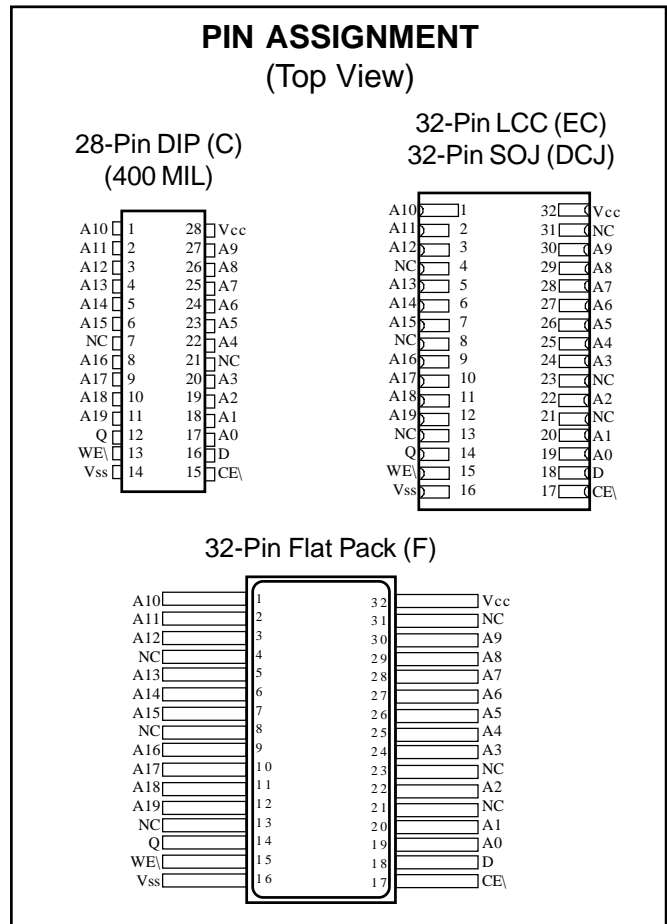 PIN ASSIGNMENT
(Top View)
28-Pin DIP (C)
(400 MIL)
A10 1 28 Vcc
A11 2 27 A9
A12 3 26 A8
A13 4 25 A7
A14 5 24 A6
A15 6 23 A5
NC 7 22 A4
A16 8 21 NC
A17 9 20 A3
A18 10 19 A2
A19 11 18 A1
Q 12 17 A0
WE\ 13 16 D
Vss 14 15 CE\
32-Pin LCC (EC)
32-Pin SOJ (DCJ)
A10 1 32 Vcc
A11 2 31 NC
A12 3 30 A9
NC 4 29 A8
A13 5 28 A7
A14 6 27 A6
A15 7 26 A5
NC 8 25 A4
A16 9 24 A3
A17 10 23 NC
A18 11 22 A2
A19 12 21 NC
NC 13 20 A1
Q 14 19 A0
WE\ 15 18 D
Vss 16 17 CE\
32-Pin Flat Pack (F)
A10 1 32 Vcc
A11 2 31 NC
A12 3 30 A9
NC 4 29 A8
A13 5 28 A7
A14 6 27 A6
A15 7 26 A5
NC 8 25 A4
A16 9 24 A3
A17 10 23 NC
A18 11 22 A2
A19 12 21 NC
NC 13 20 A1
Q 14 19 A0
WE\ 15 18 D
Vss 16 17 CE\